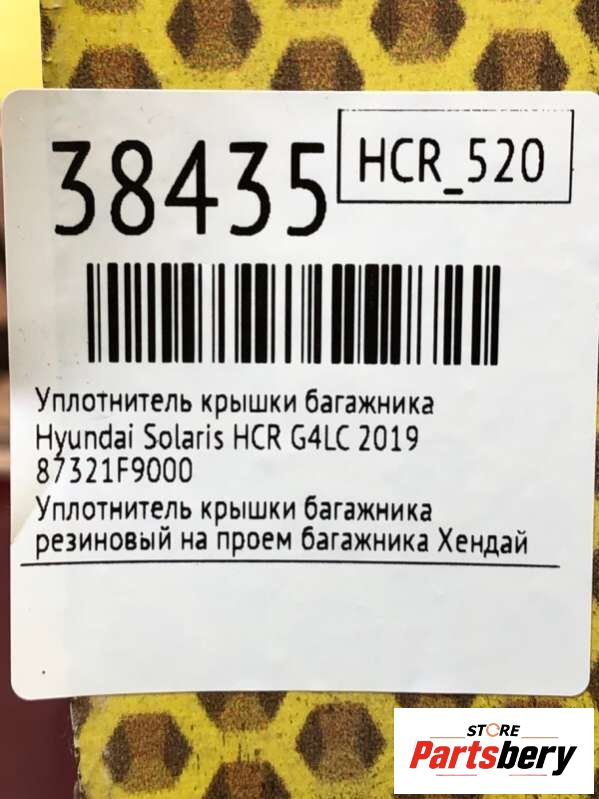 38435
HCR_520
Уплотнитель крышки багажника
Hyundai Solaris HCR G4LC 2019
87321F9000
Уплотнитель крышки багажника
резиновый на проем багажника Хендай
STORE
Partsbery